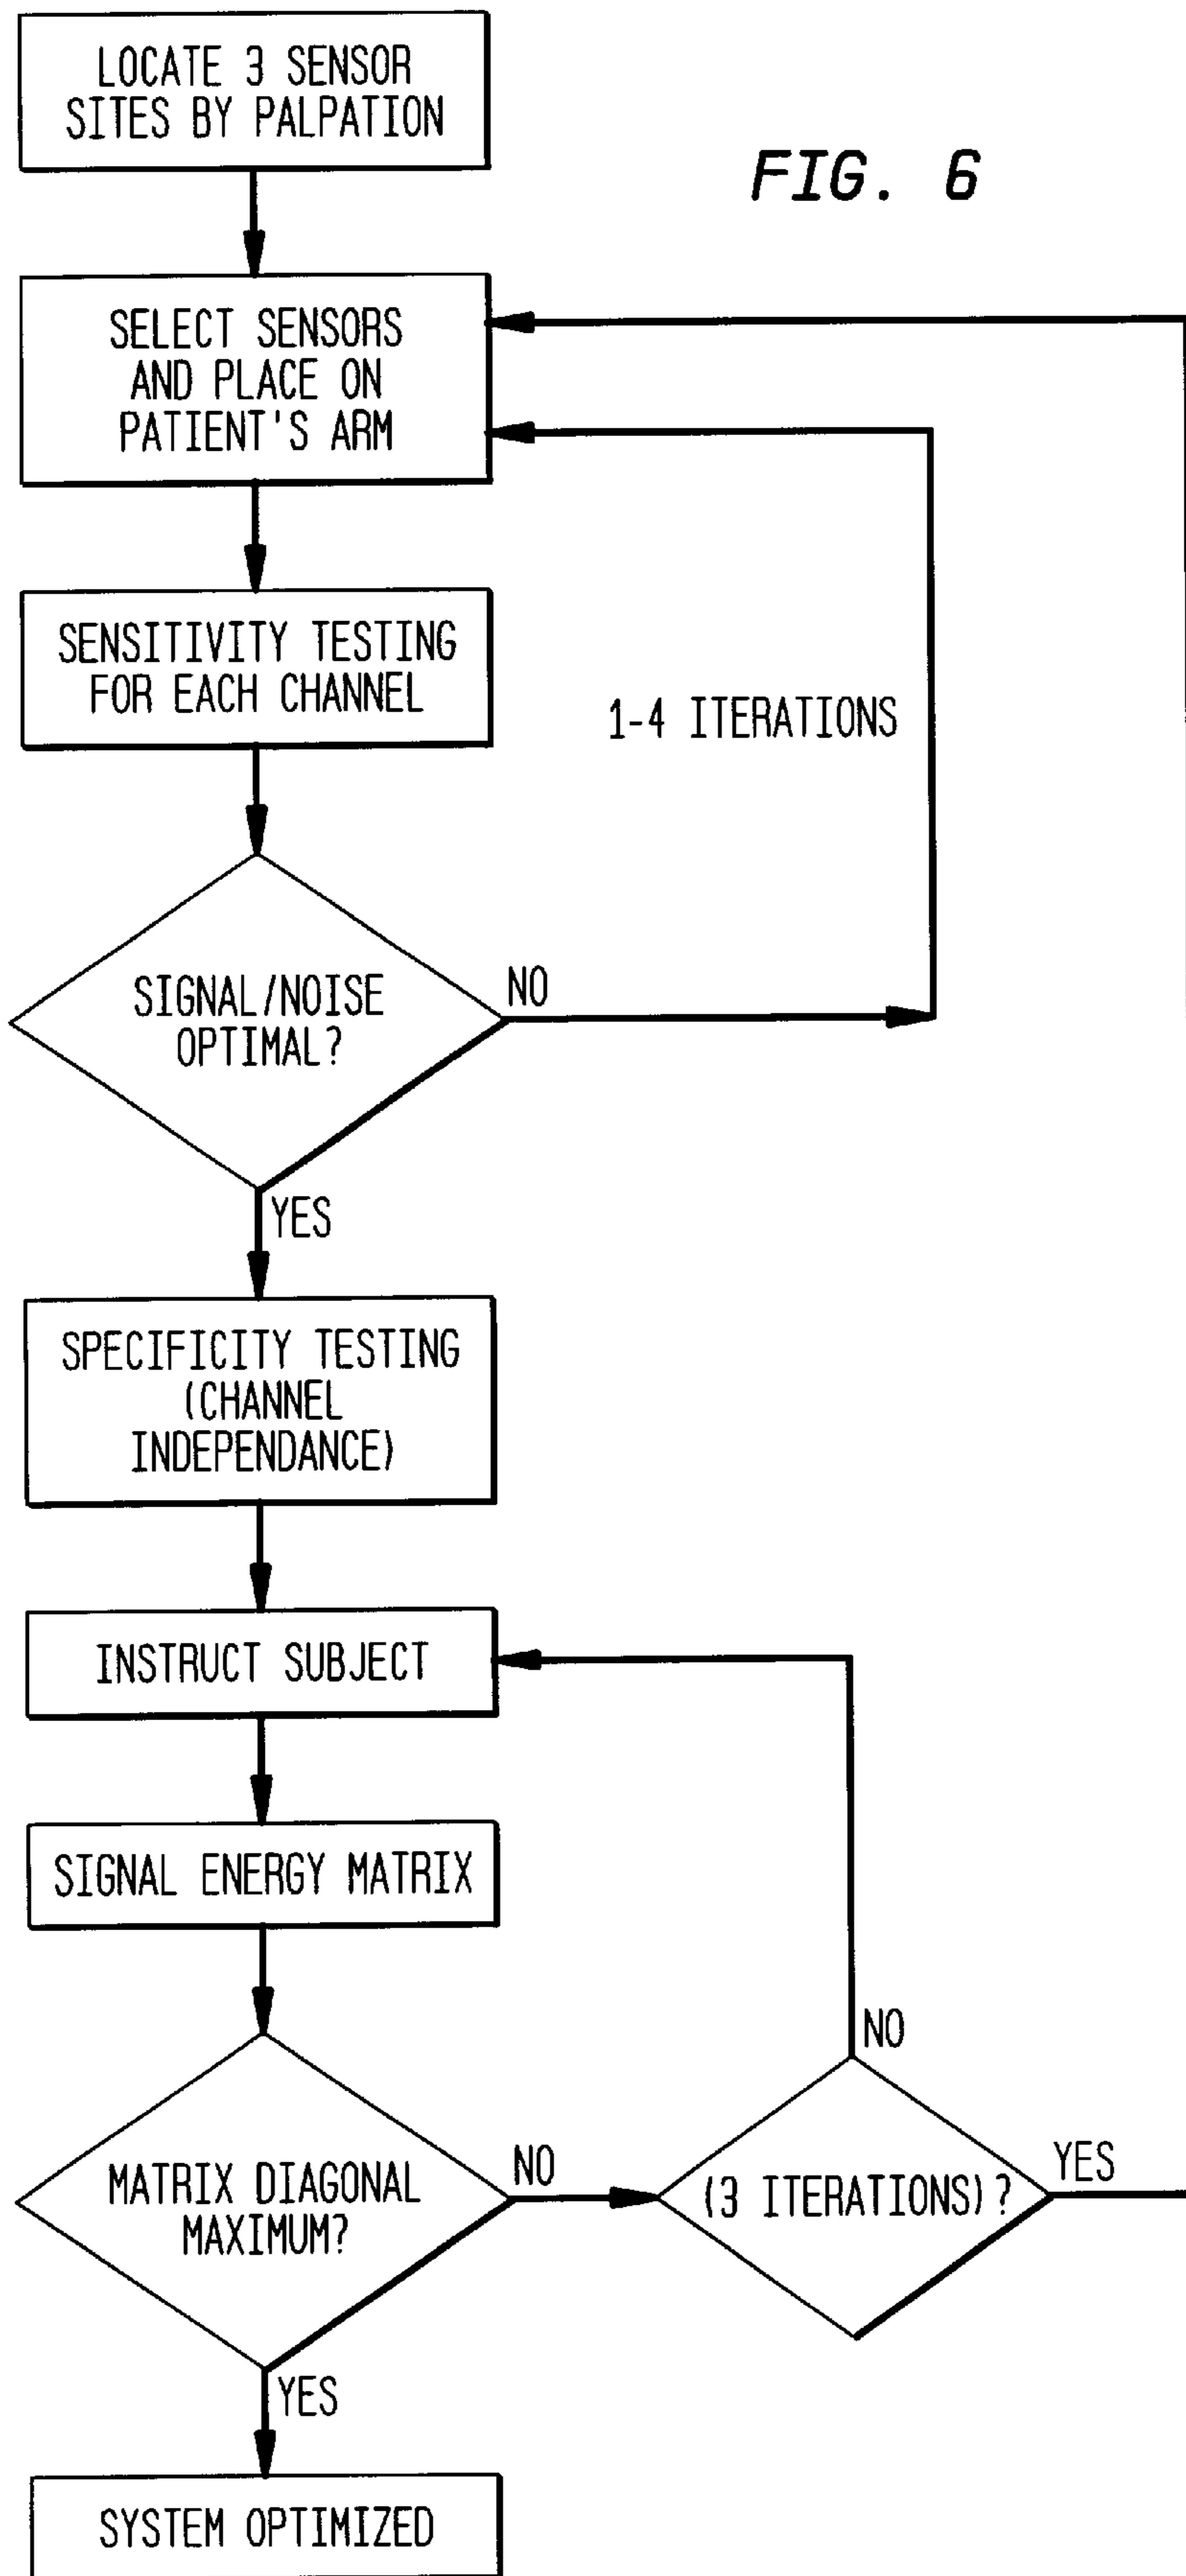 LOCATE 3 SENSOR
SITES BY PALPATION
FIG. 6
SELECT SENSORS
AND PLACE ON
PATIENT'S ARM
SENSITIVITY TESTING
FOR EACH CHANNEL
1-4 ITERATIONS
SIGNAL/NOISE
OPTIMAL?
NO
YES
SPECIFICITY TESTING
(CHANNEL
INDEPENDANCE)
INSTRUCT SUBJECT
SIGNAL ENERGY MATRIX
NO
MATRIX DIAGONAL
MAXIMUM?
NO
(3 ITERATIONS)?
YES
YES
SYSTEM OPTIMIZED